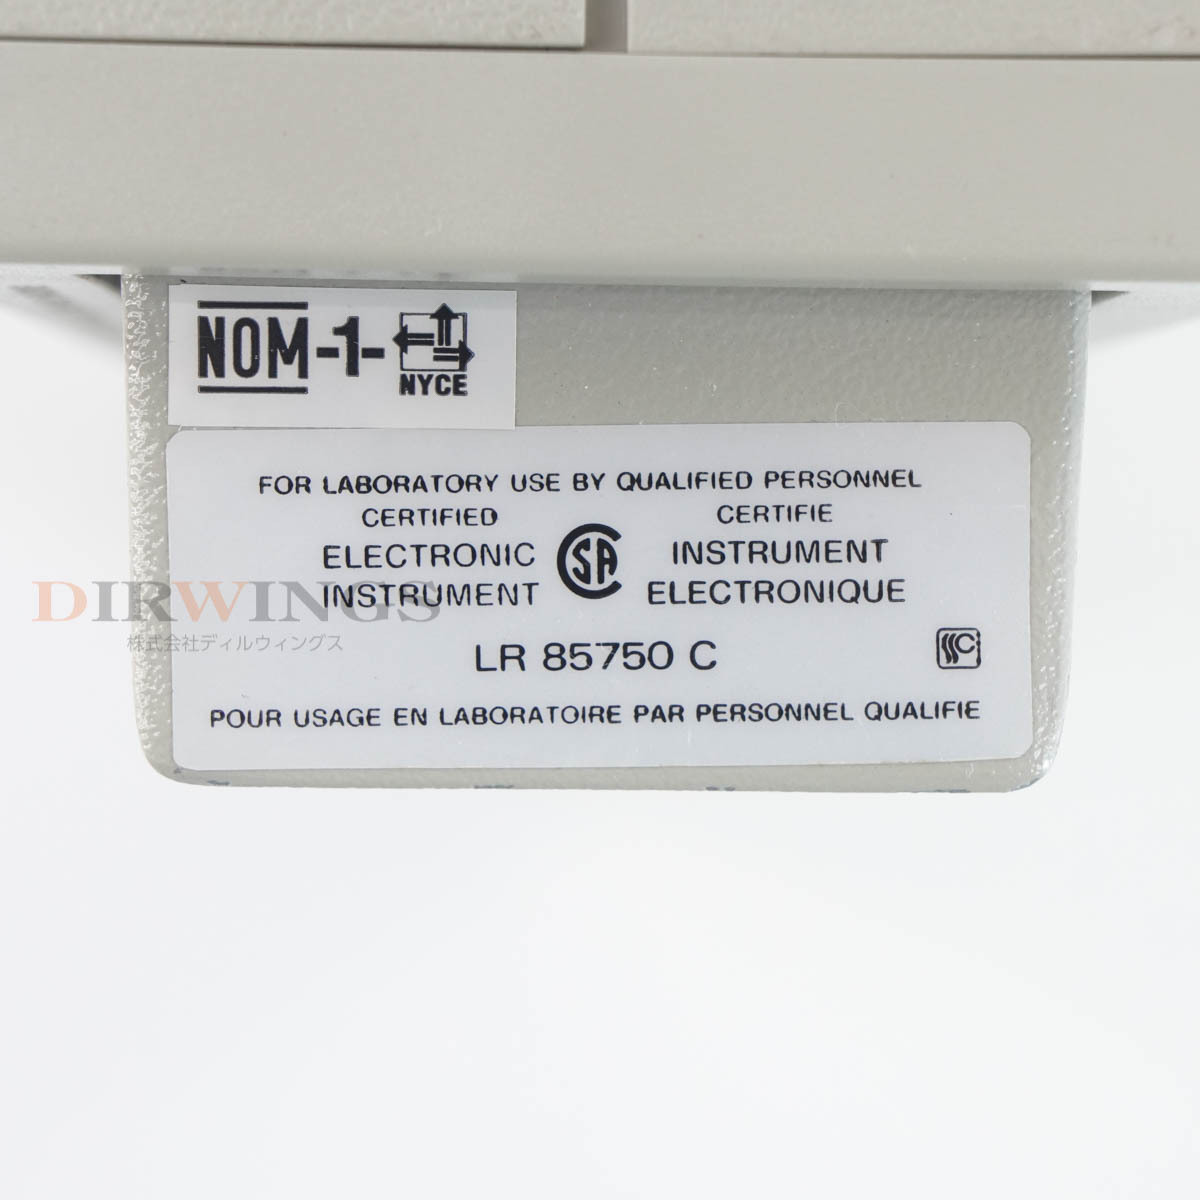 NOM-1-
NYCE
FOR LABORATORY USE BY QUALIFIED PERSONNEL
CERTIFIED
ELECTRONIC
INSTRUMENT
SA
CERTIFIE
INSTRUMENT
ELECTRONIQUE
DIRWINGS
株式会社ディルウィングス
LR 85750 C
POUR USAGE EN LABORATOIRE PAR PERSONNEL QUALIFIE